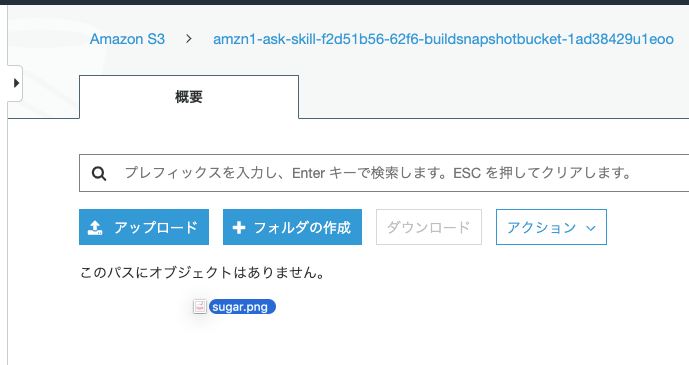 Amazon S3 > amzn1-ask-skill-f2d51b56-62f6-buildsnapshotbucket-1ad38429u1eoo
概要
プレフィックスを入力し、Enter キーで検索します。ESC を押してクリアします。
アップロード + フォルダの作成 ダウンロード アクション
このパスにオブジェクトはありません。
sugar.png